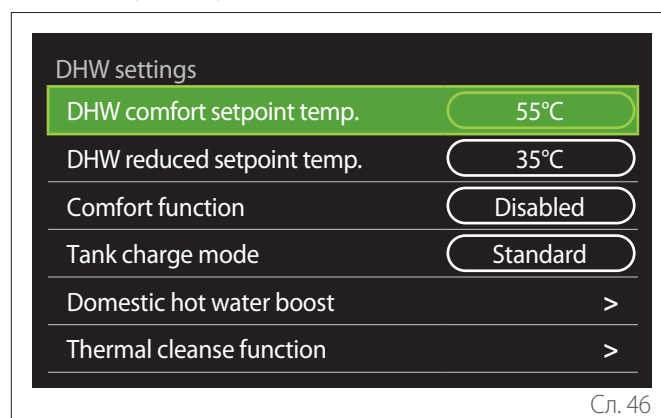 DHW settings
DHW comfort setpoint temp. 55°C
DHW reduced setpoint temp. 35°C
Comfort function Disabled
Tank charge mode Standard
Domestic hot water boost >
Thermal cleanse function >
Сл. 46